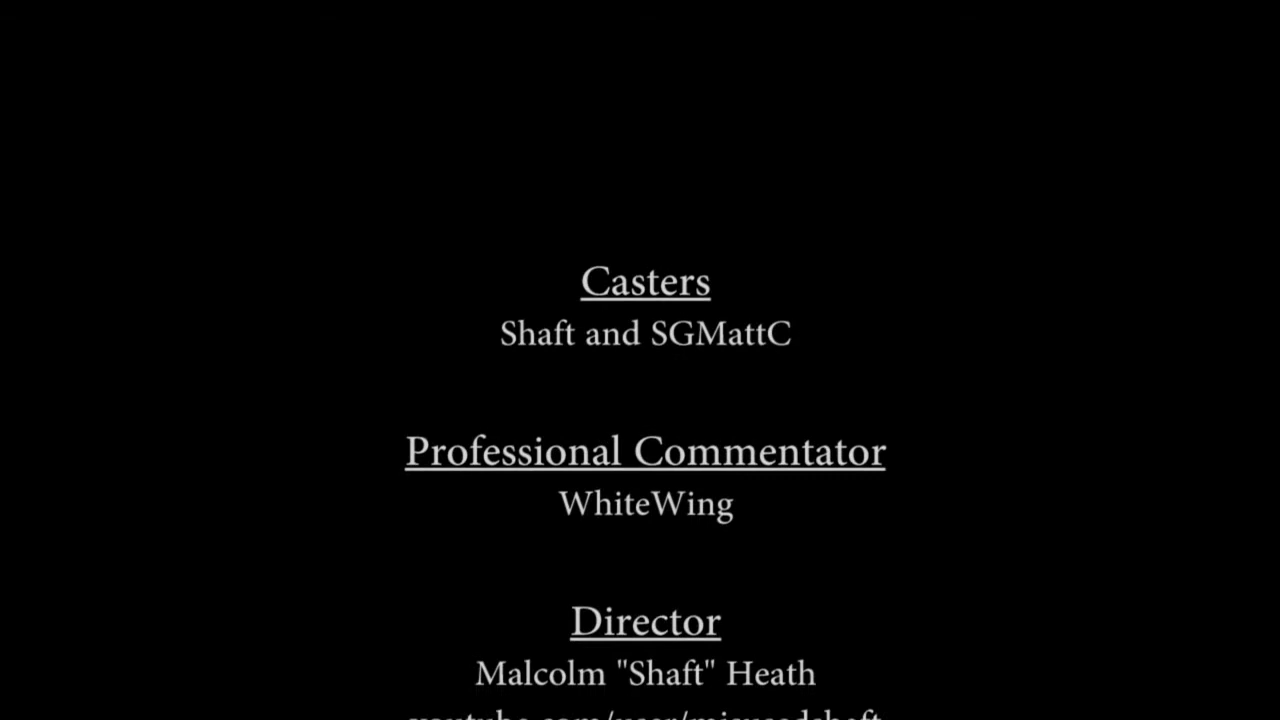 Casters
Shaft and SGMattC
Professional Commentator
WhiteWing
Director
Malcolm "Shaft" Heath